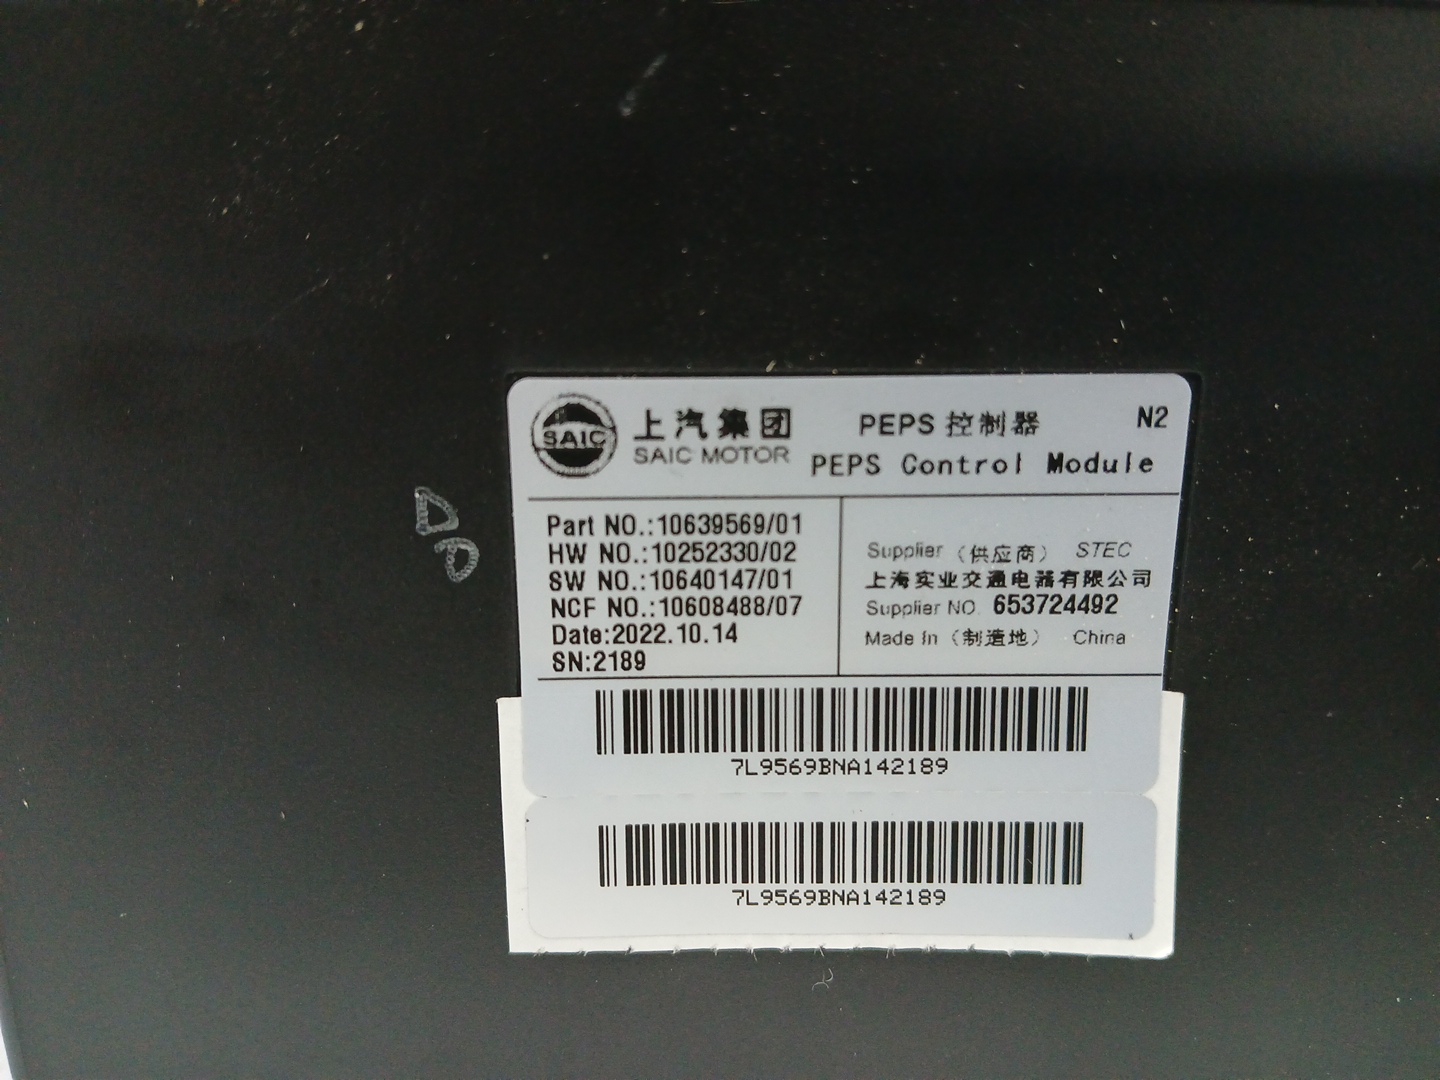 SAIC 上汽集团 PEPS 控制器 N2
SAIC MOTOR PEPS Control Module
Part NO.:10639569/01
HW NO.:10252330/02
SW NO.:10640147/01
NCF NO.:10608488/07
Date:2022.10.14
SN:2189
Supplier（供应商） STEC
上海实业交通电器有限公司
Supplier NO. 653724492
Made In（制造地） China
7L9569BNA142189
7L9569BNA142189